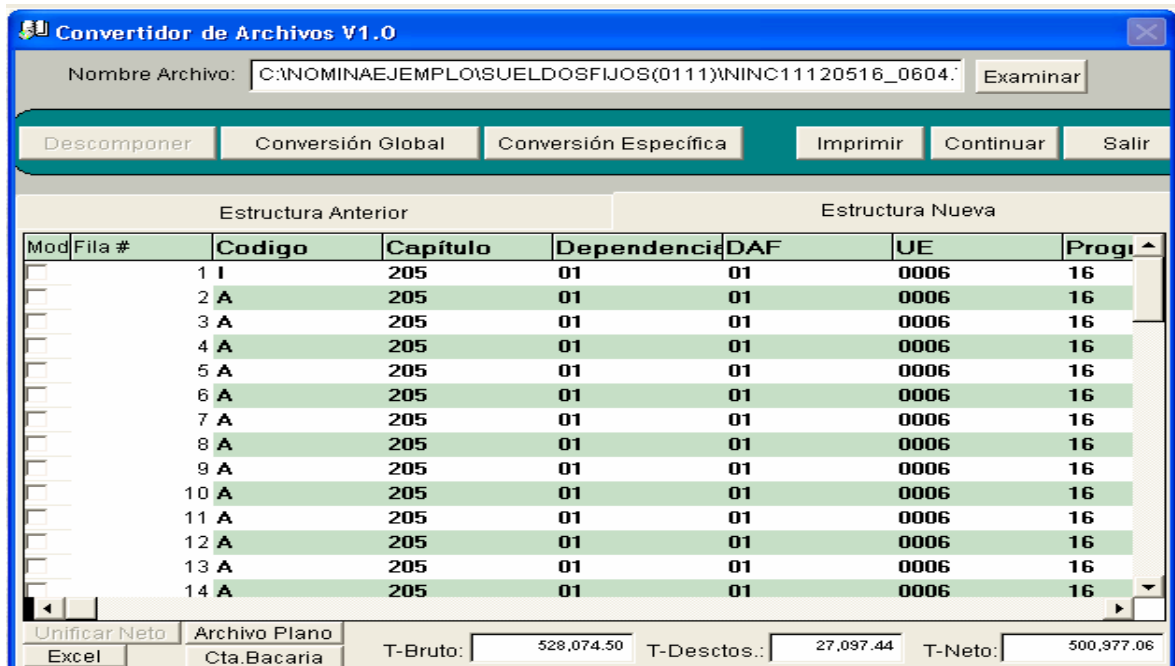 Convertidor de Archivos V1.0
Nombre Archivo: C:\NOMINAEJEMPLO\SUELDOSFIJOS(0111)\NINC11120516_0604. Examinar
Descomponer Conversión Global Conversión Específica Imprimir Continuar Salir
Estructura Anterior Estructura Nueva
Mod Fila # Codigo Capítulo Dependencia DAF UE Progr
1 I 205 01 01 0006 16
2 A 205 01 01 0006 16
3 A 205 01 01 0006 16
4 A 205 01 01 0006 16
5 A 205 01 01 0006 16
6 A 205 01 01 0006 16
7 A 205 01 01 0006 16
8 A 205 01 01 0006 16
9 A 205 01 01 0006 16
10 A 205 01 01 0006 16
11 A 205 01 01 0006 16
12 A 205 01 01 0006 16
13 A 205 01 01 0006 16
14 A 205 01 01 0006 16
Unificar Neto Archivo Plano
Excel Cta.Bacaria T-Bruto: 528,074.50 T-Desctos.: 27,097.44 T-Neto: 500,977.06